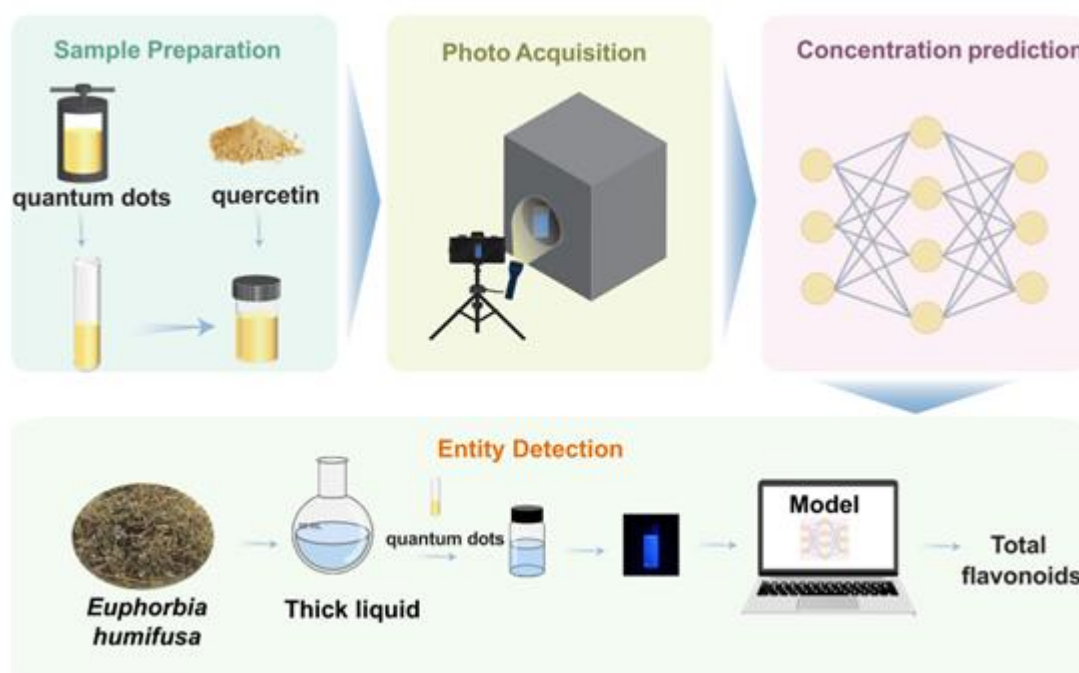 Sample Preparation
quantum dots
quercetin
Photo Acquisition
Concentration prediction
Entity Detection
Euphorbia
humifusa
Thick liquid
quantum dots
Model
Total
flavonoids